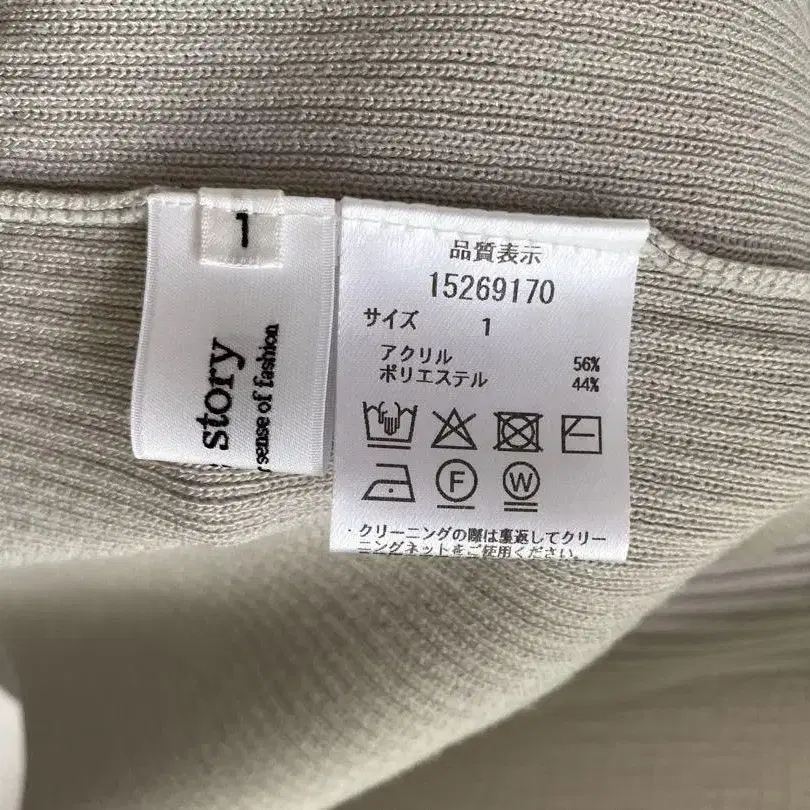 1
story
sense of fashion
品質表示
15269170
サイズ 1
アクリル 56%
ポリエステル 44%
F
W
・クリーニングの際は裏返してクリー
ニングネットをご使用ください。